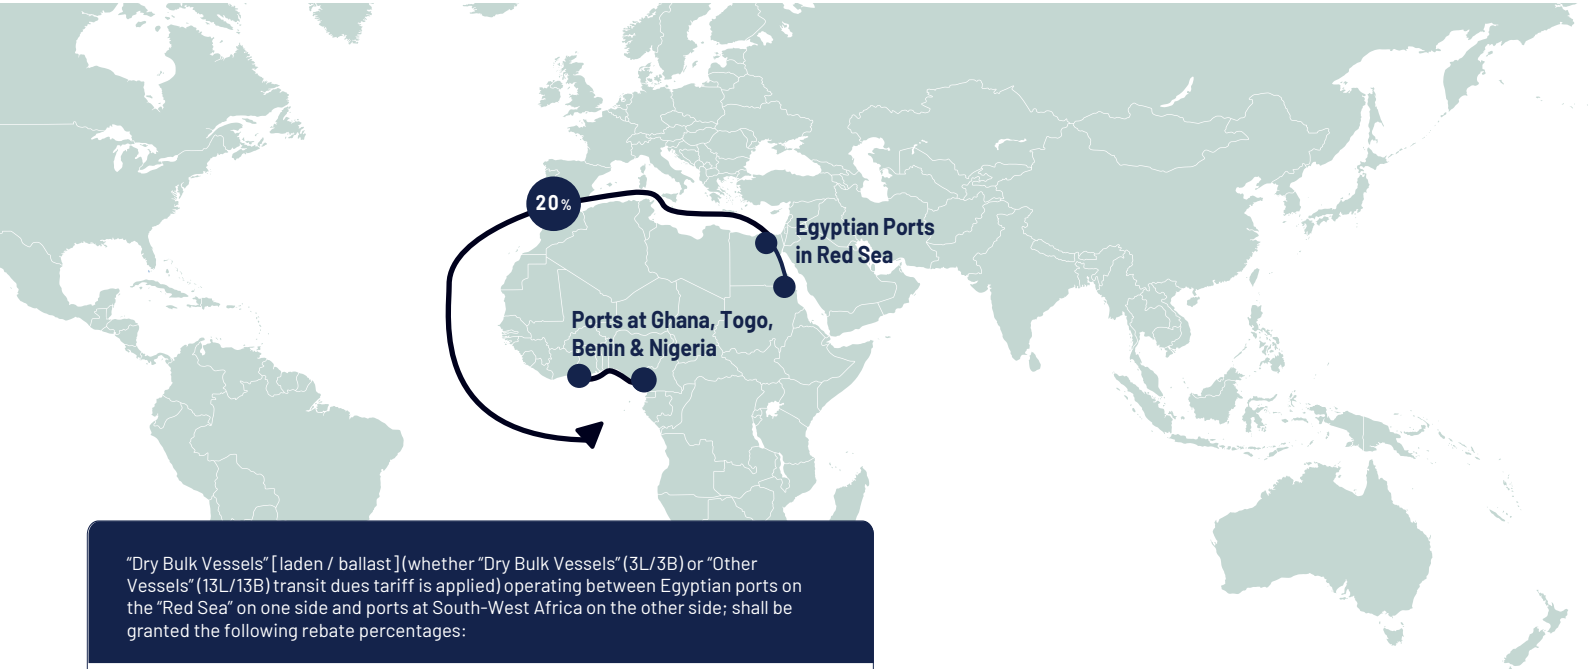 20%
Egyptian Ports
in Red Sea
Ports at Ghana, Togo,
Benin & Nigeria
“Dry Bulk Vessels” [laden / ballast] (whether “Dry Bulk Vessels” (3L/3B) or “Other
Vessels” (13L/13B) transit dues tariff is applied) operating between Egyptian ports on
the “Red Sea” on one side and ports at South-West Africa on the other side; shall be
granted the following rebate percentages: